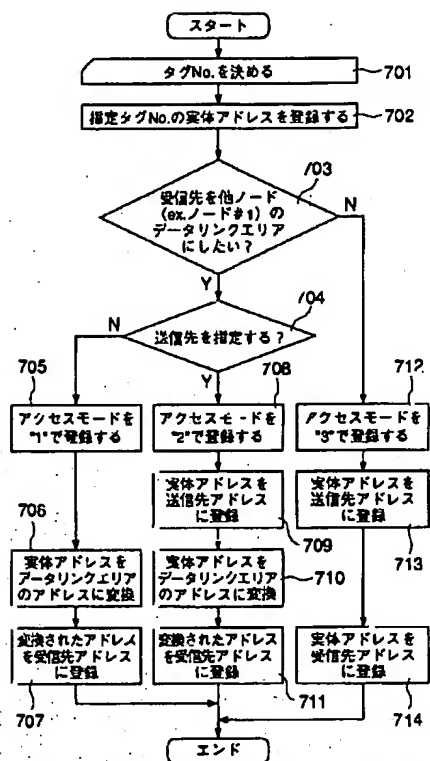 スタート
タグNo.を決める
701
指定タグNo.の実体アドレスを登録する
702
703
受信先を他ノード
(ex.ノード#1)の
データリンクエリア
にしたい?
N
Y
704
送信先を指定する?
N
Y
705
アクセスモードを
"1"で登録する
708
アクセスモードを
"2"で登録する
712
アクセスモードを
"3"で登録する
実体アドレスを
送信先アドレス
に登録
709
実体アドレスを
送信先アドレス
に登録
713
706
実体アドレスを
データリンクエリア
のアドレスに変換
実体アドレスを
データリンクエリア
のアドレスに変換
710
変換されたアドレス
を受信先アドレス
に登録
707
変換されたアドレス
を受信先アドレス
に登録
711
実体アドレスを
受信先アドレス
に登録
714
エンド